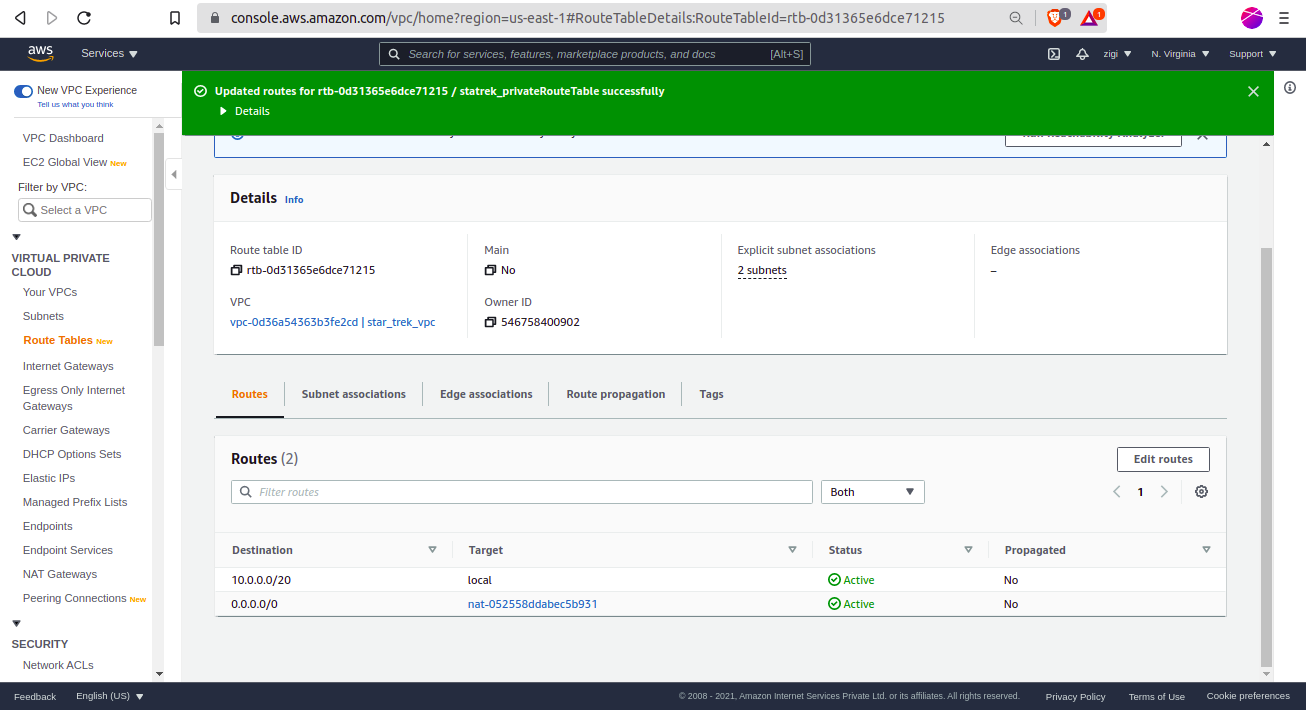 console.aws.amazon.com/vpc/home?region=us-east-1#RouteTableDetails:RouteTableId=rtb-0d31365e6dce71215
1
1
aws
Services
Search for services, features, marketplace products, and docs [Alt+S]
zigi
N. Virginia
Support
New VPC Experience
Tell us what you think
VPC Dashboard
EC2 Global View New
Filter by VPC:
Select a VPC
VIRTUAL PRIVATE
CLOUD
Your VPCs
Subnets
Route Tables New
Internet Gateways
Egress Only Internet
Gateways
Carrier Gateways
DHCP Options Sets
Elastic IPs
Managed Prefix Lists
Endpoints
Endpoint Services
NAT Gateways
Peering Connections New
SECURITY
Network ACLs
Updated routes for rtb-0d31365e6dce71215 / statrek_privateRouteTable successfully
Details
Details Info
Route table ID
rtb-0d31365e6dce71215
VPC
vpc-0d36a54363b3fe2cd | star_trek_vpc
Main
No
Owner ID
546758400902
Explicit subnet associations
2 subnets
Edge associations
–
Routes
Subnet associations
Edge associations
Route propagation
Tags
Routes (2)
Edit routes
Filter routes
Both
1
Destination Target Status Propagated
10.0.0.0/20 local Active No
0.0.0.0/0 nat-052558ddabec5b931 Active No
Feedback
English (US)
© 2008 - 2021, Amazon Internet Services Private Ltd. or its affiliates. All rights reserved.
Privacy Policy
Terms of Use
Cookie preferences